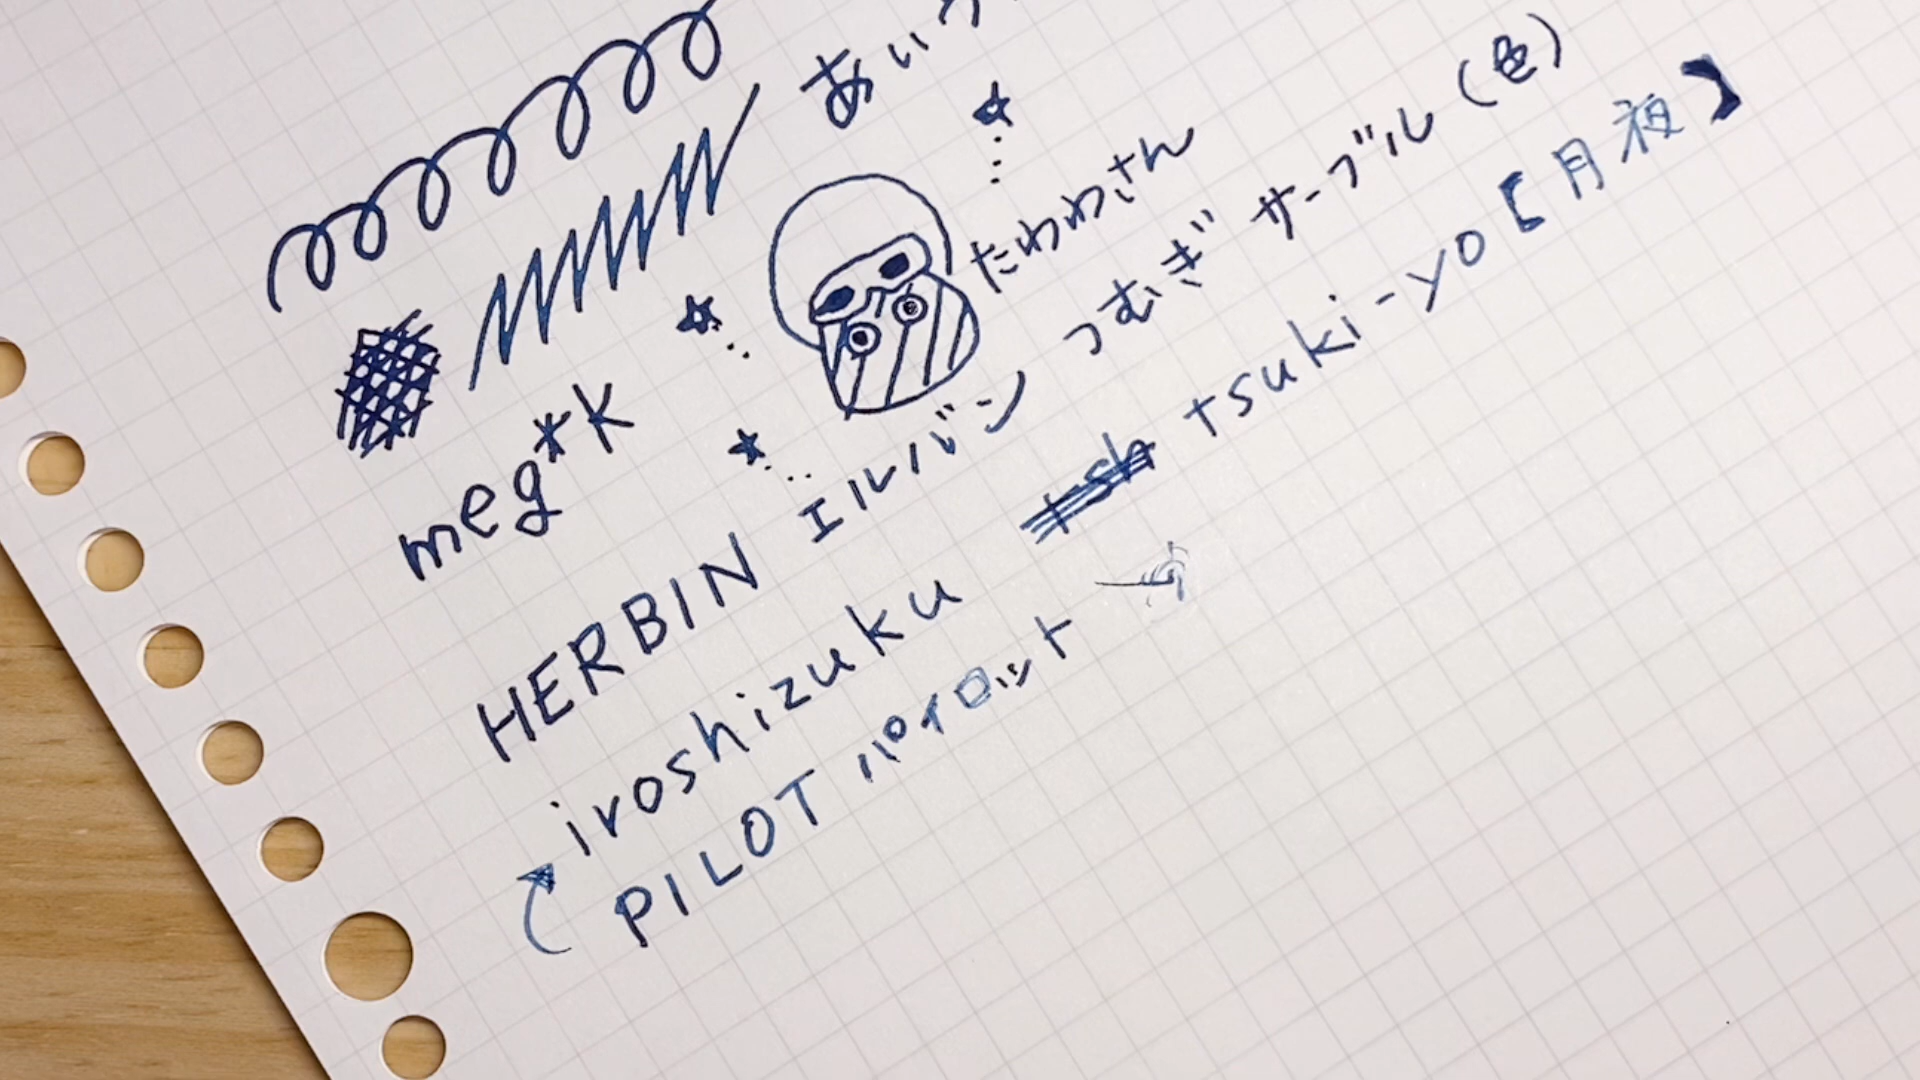 あい
たわわさん
meg*K
HERBIN エルバン つむぎ サーブル (色)
iroshizuku tsuki-yo【月夜】
PILOT パイロット